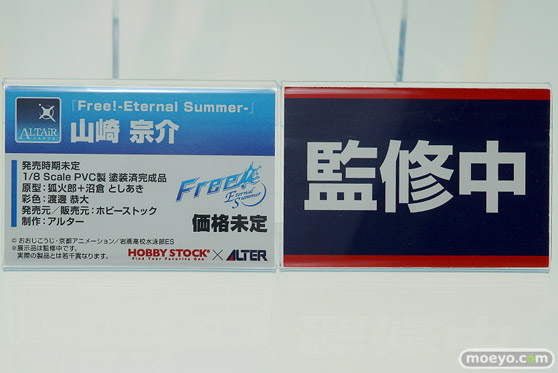 ALTAiR
『Free!-Eternal Summer-』
山崎 宗介
発売時期未定
1/8 Scale PVC製 塗装済完成品
原型：狐火郎＋沼倉 としあき
彩色：渡邊 恭大
発売元／販売元：ホビーストック
制作：アルター
Free!
Eternal Summer
価格未定
© おおじこうじ・京都アニメーション／岩鳶高校水泳部ES
※展示品は監修中です。
実際の製品とは若干異なります。
HOBBY STOCK × ALTER
Find Your Favorite One
監修中
moeyo.com